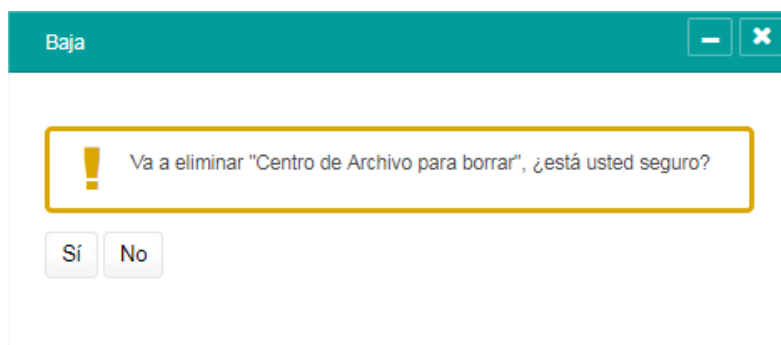 Baja
Va a eliminar "Centro de Archivo para borrar", ¿está usted seguro?
Sí
No